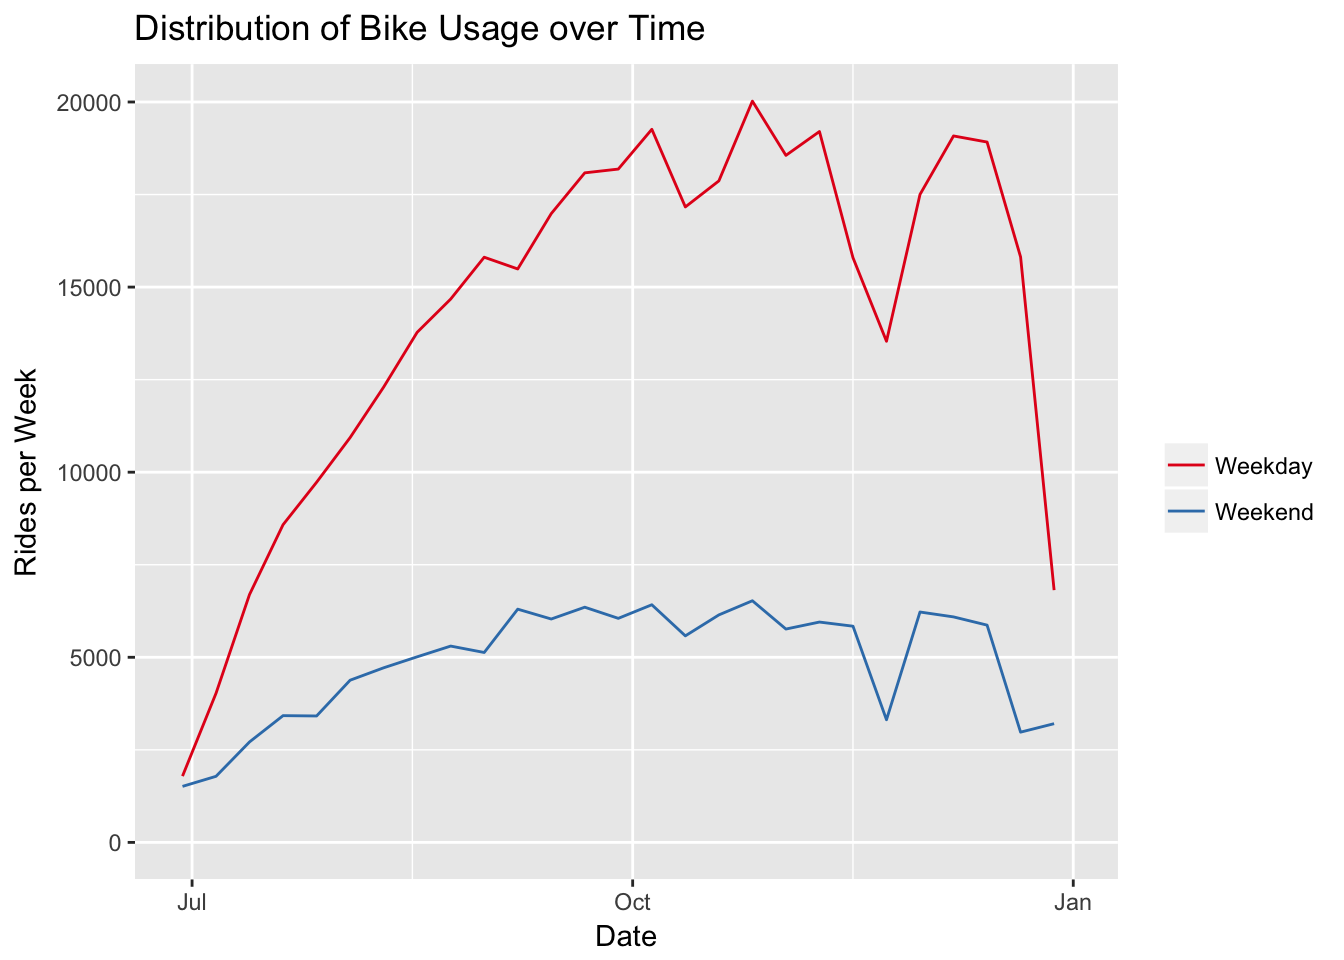 Distribution of Bike Usage over Time
20000
15000
10000
5000
0
Rides per Week
Jul
Oct
Jan
Date
Weekday
Weekend